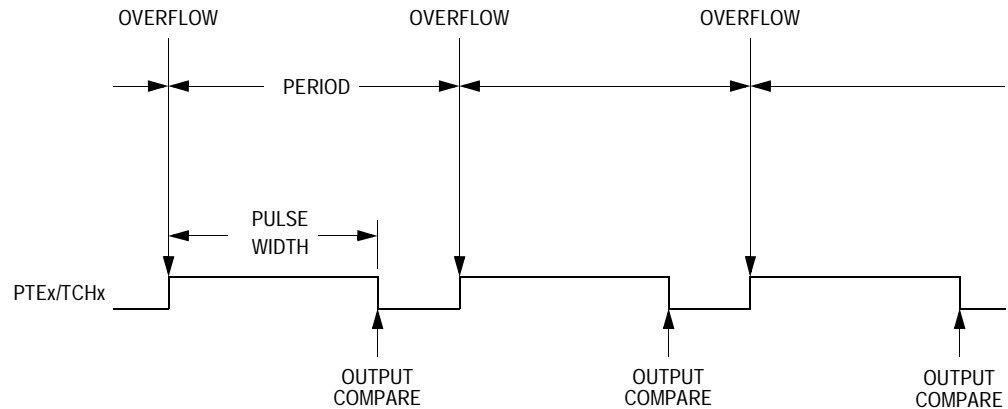 OVERFLOW
OVERFLOW
OVERFLOW
PERIOD
PULSE
WIDTH
PTEx/TCHx
OUTPUT
COMPARE
OUTPUT
COMPARE
OUTPUT
COMPARE